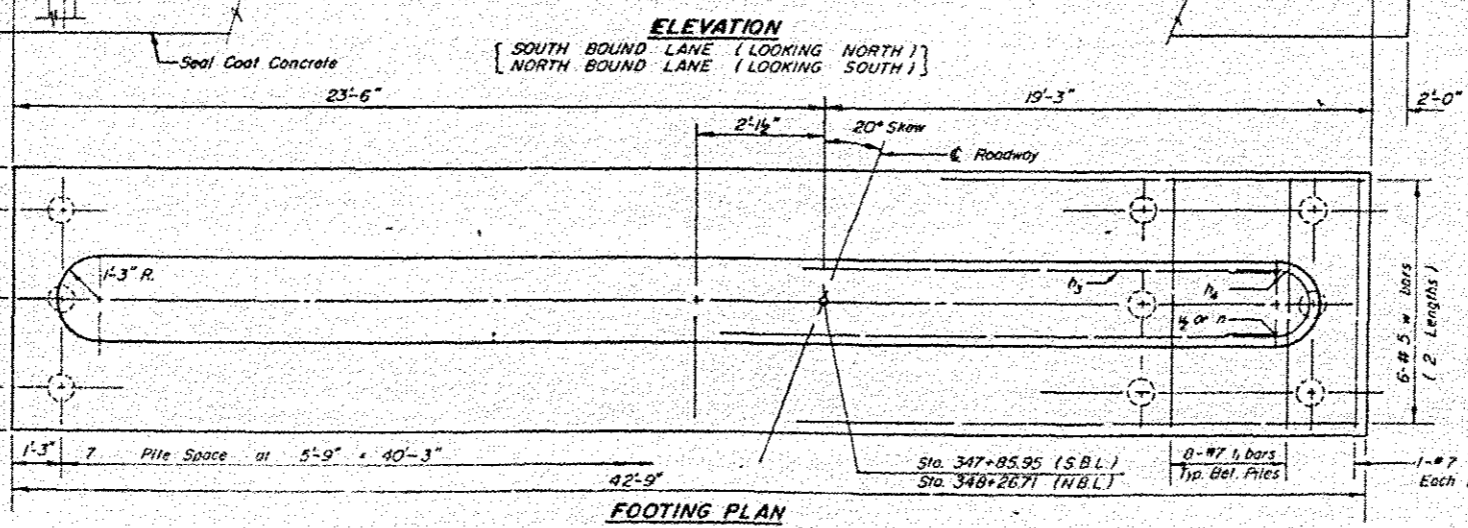 ELEVATION
[ SOUTH BOUND LANE (LOOKING NORTH) ]
[ NORTH BOUND LANE (LOOKING SOUTH) ]
Seal Coat Concrete
23'-6"
19'-3"
2'-0"
2'-1½"
20° Skew
℄ Roadway
1'-3" R.
h3
h4
or n
6-#5 w bars
( 2 Lengths )
1'-3"
7 Pile Space at 5'-9" = 40'-3"
Sta. 347+85.95 (S.B.L.)
Sta. 348+26.71 (N.B.L.)
8-#7 t, bars
Typ. Bet. Piles
1-#7
Each
42'-9"
FOOTING PLAN